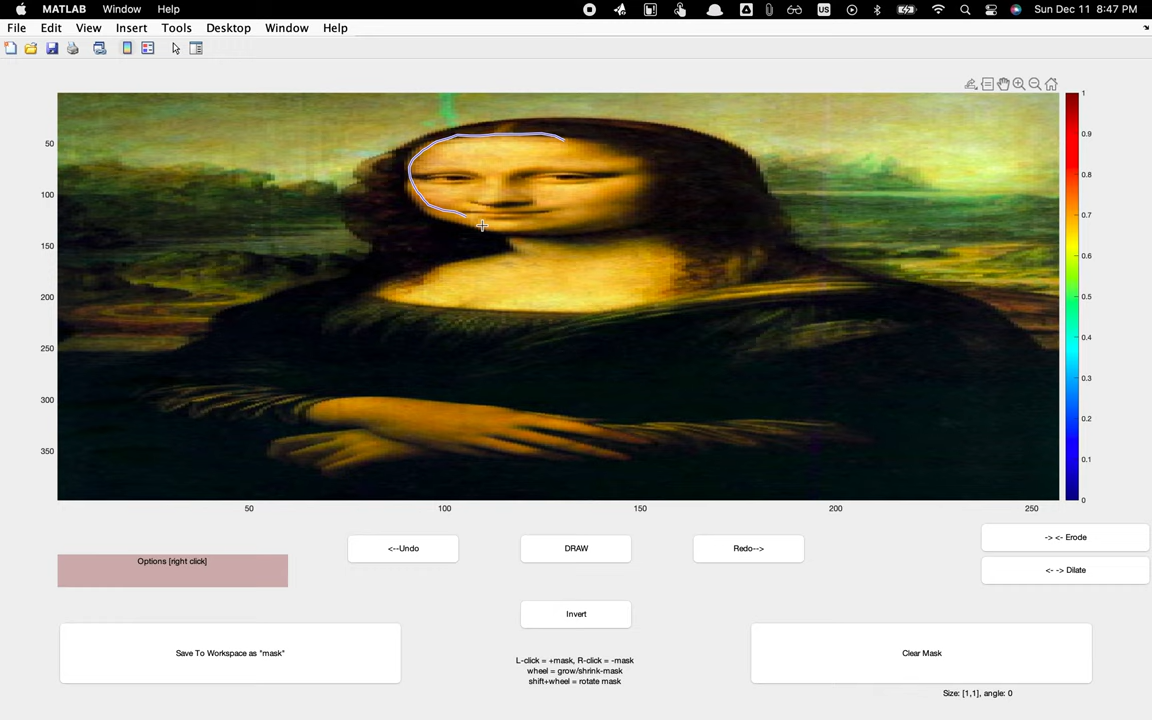 MATLAB Window Help
US
Sun Dec 11 8:47 PM
File Edit View Insert Tools Desktop Window Help
50
100
150
200
250
300
350
50 100 150 200 250
1
0.9
0.8
0.7
0.6
0.5
0.4
0.3
0.2
0.1
0
Options [right click]
<--Undo
DRAW
Redo-->
-> <- Erode
<- -> Dilate
Invert
Save To Workspace as "mask"
Clear Mask
L-click = +mask, R-click = -mask
wheel = grow/shrink-mask
shift+wheel = rotate mask
Size: [1,1], angle: 0